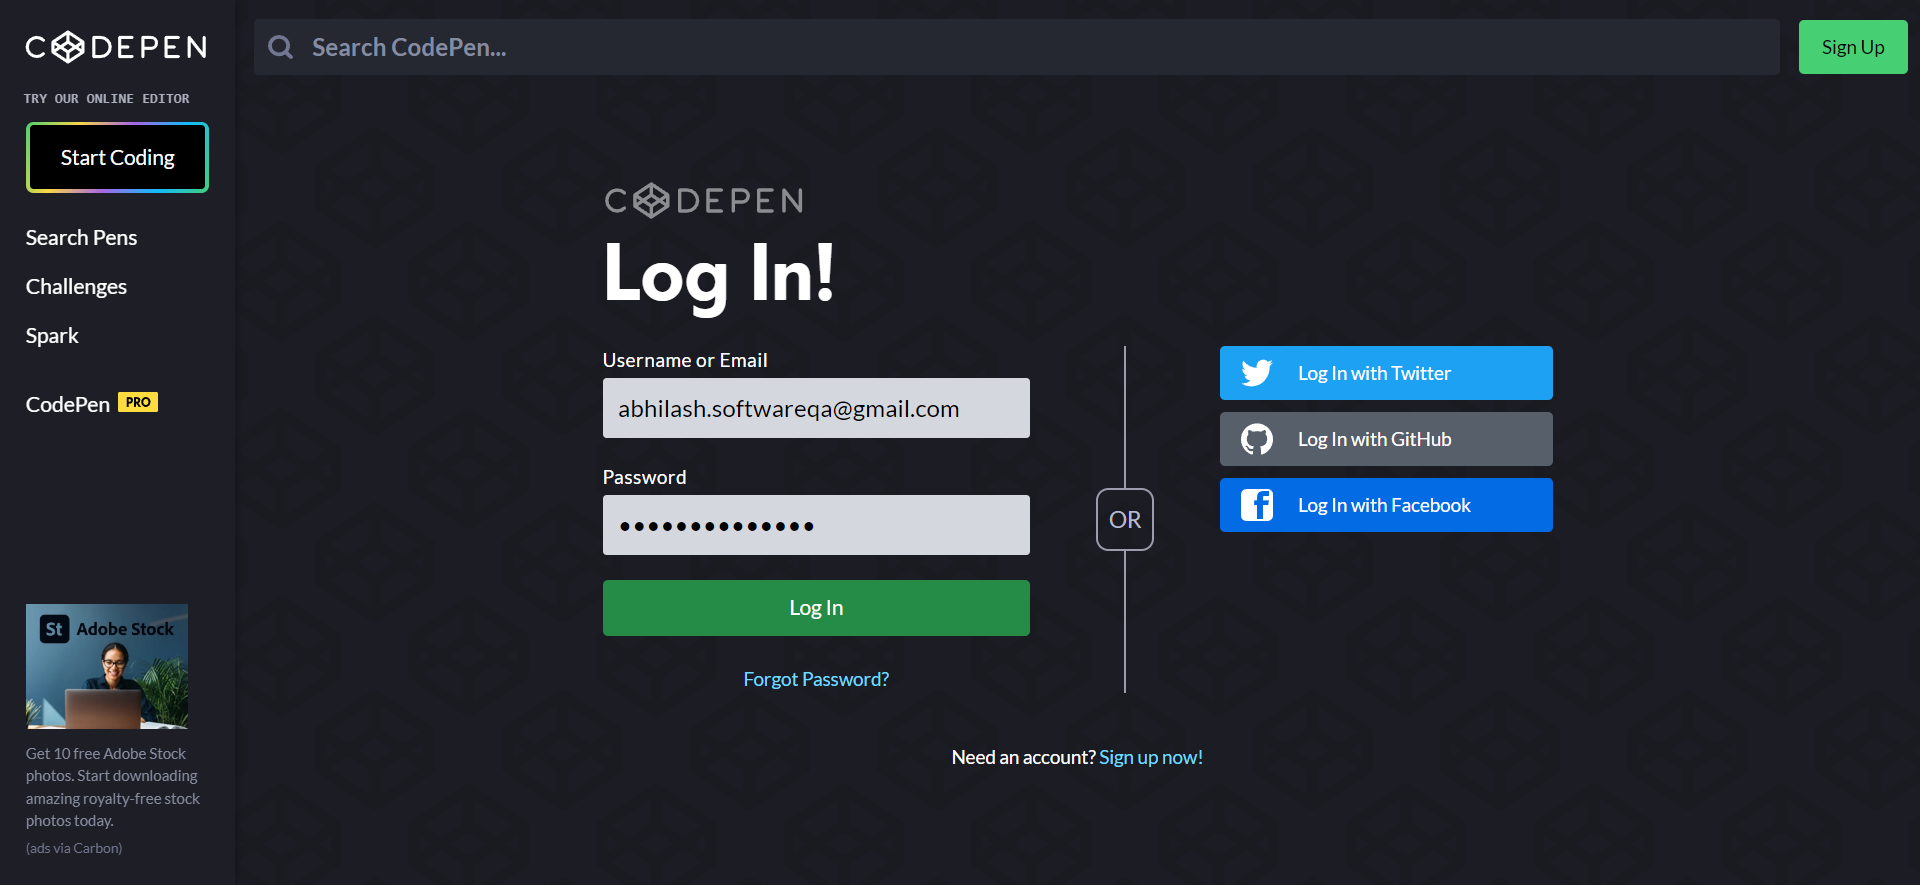 CODEPEN
TRY OUR ONLINE EDITOR
Start Coding
Search Pens
Challenges
Spark
CodePen PRO
St Adobe Stock
Get 10 free Adobe Stock
photos. Start downloading
amazing royalty-free stock
photos today.
(ads via Carbon)
Search CodePen...
Sign Up
CODEPEN
Log In!
Username or Email
abhilash.softwareqa@gmail.com
Password
••••••••••••••
Log In
Forgot Password?
OR
Log In with Twitter
Log In with GitHub
Log In with Facebook
Need an account? Sign up now!